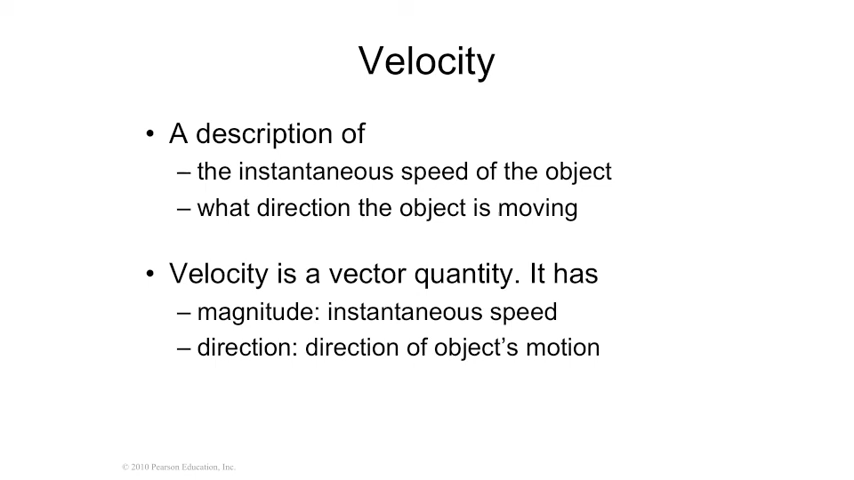 Velocity
• A description of
– the instantaneous speed of the object
– what direction the object is moving
• Velocity is a vector quantity. It has
– magnitude: instantaneous speed
– direction: direction of object’s motion
© 2010 Pearson Education, Inc.